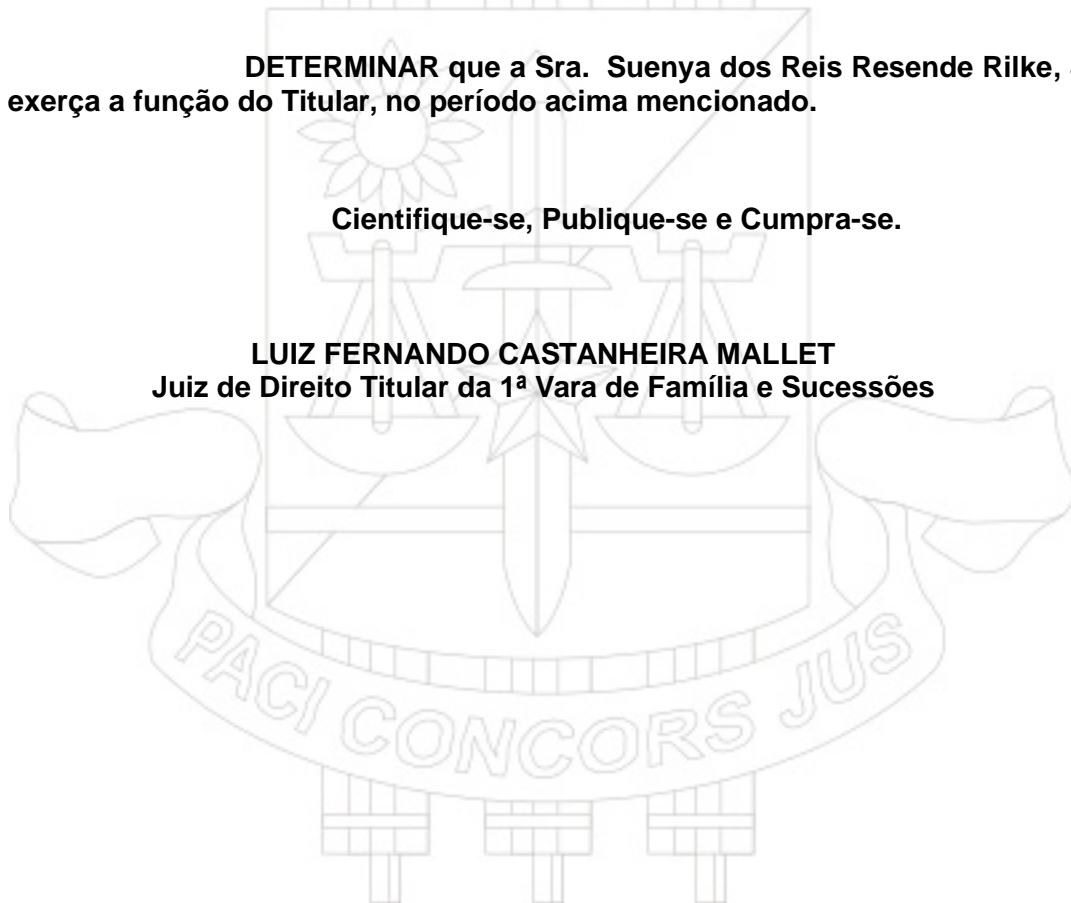 DETERMINAR que a Sra. Suenya dos Reis Resende Rilke,
exerça a função do Titular, no período acima mencionado.
Cientifique-se, Publique-se e Cumpra-se.
LUIZ FERNANDO CASTANHEIRA MALLET
Juiz de Direito Titular da 1ª Vara de Família e Sucessões
PACI CONCORS JUS